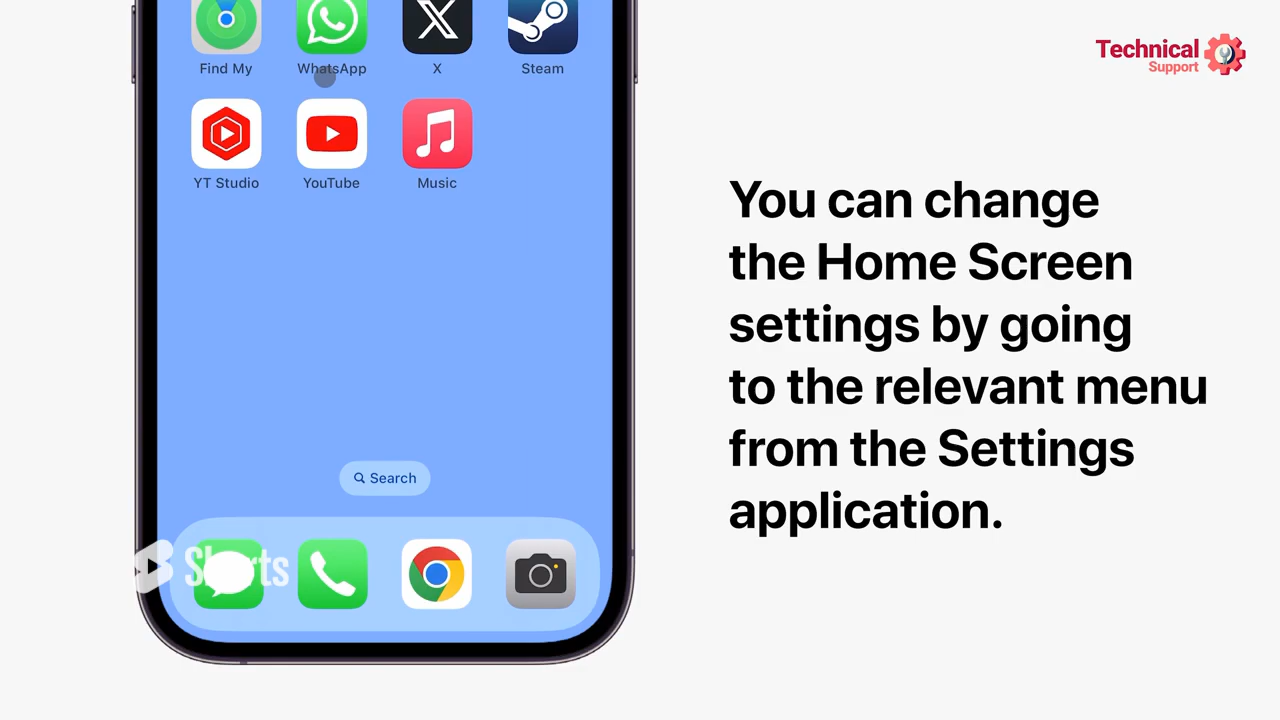 Technical
Support
Find My
WhatsApp
X
Steam
YT Studio
YouTube
Music
You can change
the Home Screen
settings by going
to the relevant menu
from the Settings
application.
Search
Shorts